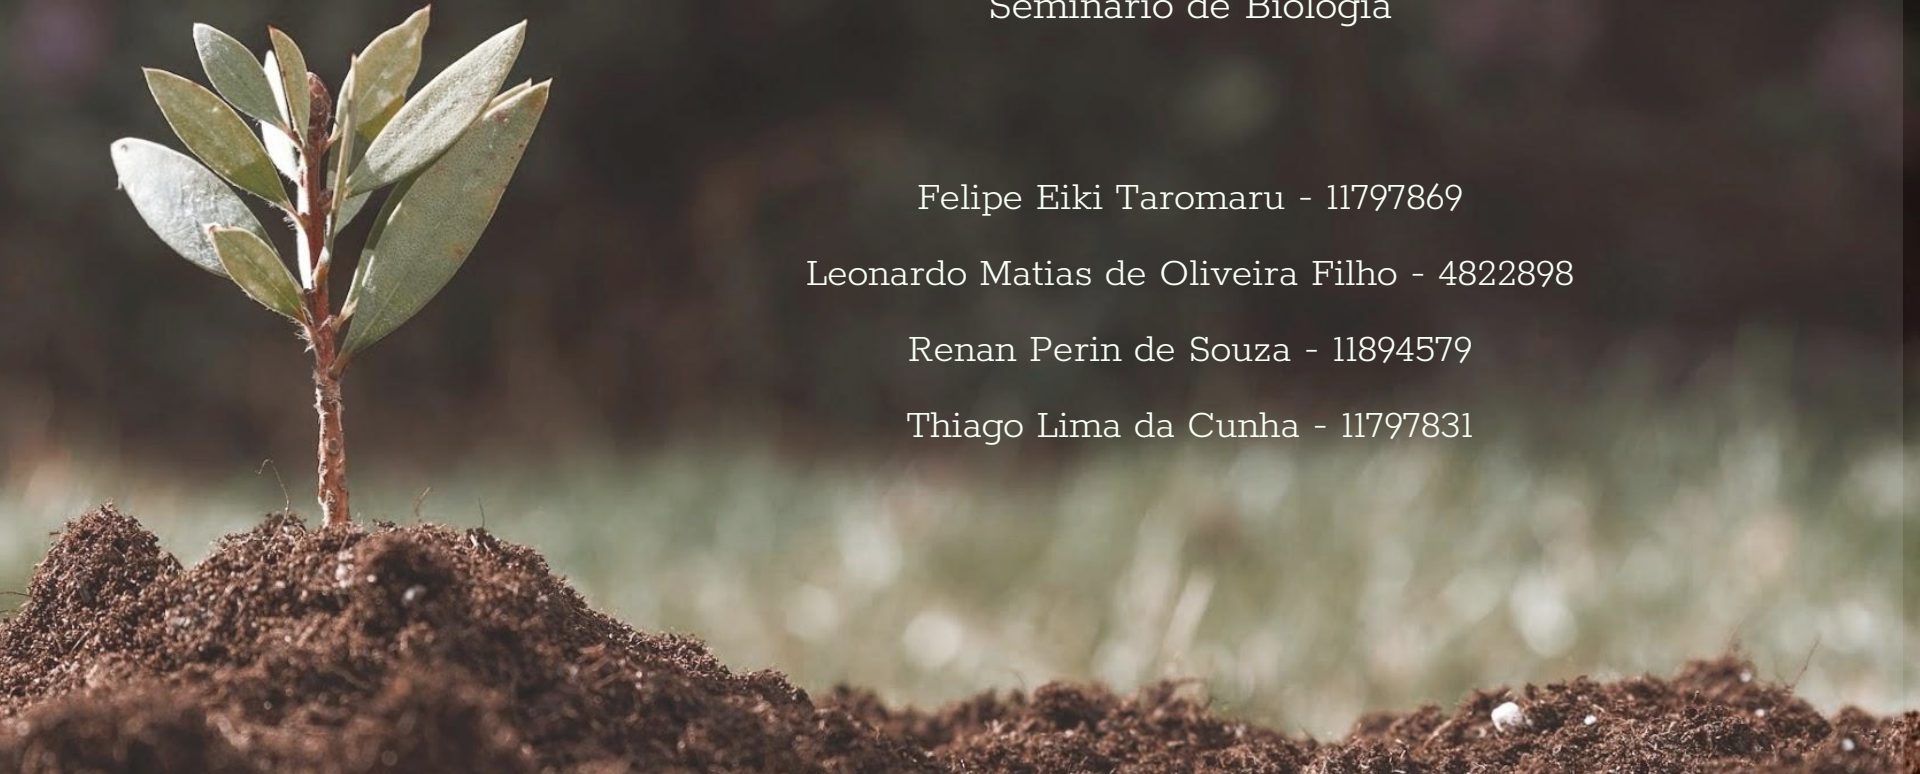 Seminário de Biologia
Felipe Eiki Taromaru - 11797869
Leonardo Matias de Oliveira Filho - 4822898
Renan Perin de Souza - 11894579
Thiago Lima da Cunha - 11797831